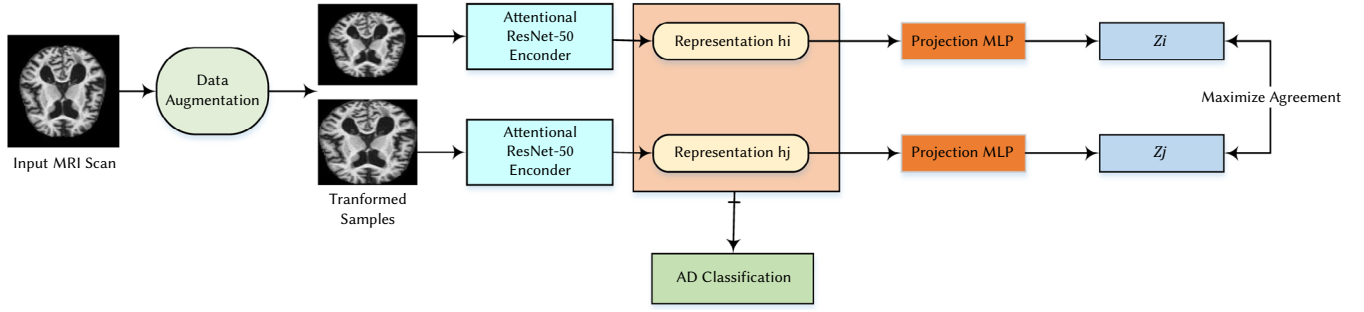 Input MRI Scan
Data
Augmentation
Tranformed
Samples
Attentional
ResNet-50
Enconder
Attentional
ResNet-50
Enconder
Representation hi
Representation hj
AD Classification
Projection MLP
Projection MLP
Zi
Zj
Maximize Agreement